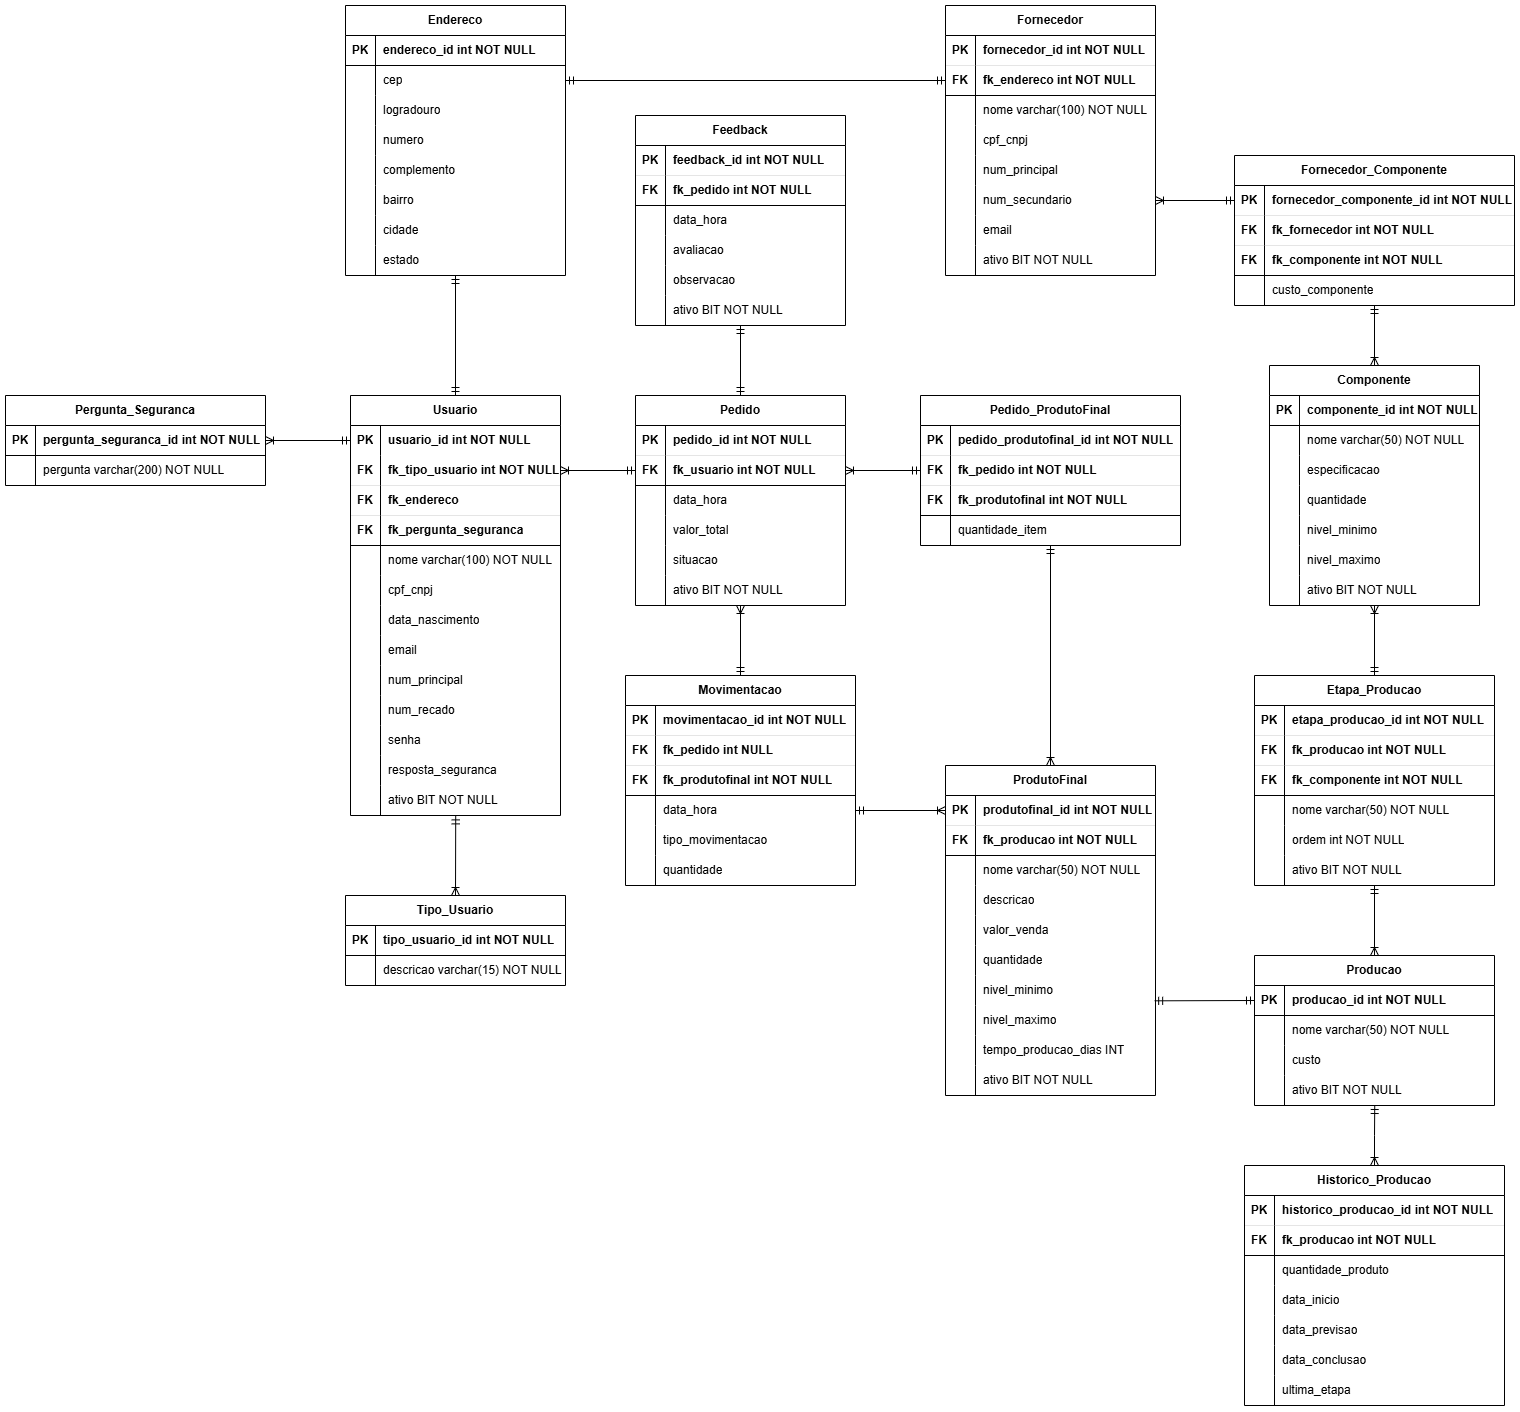 Endereco
PK endereco_id int NOT NULL
cep
logradouro
numero
complemento
bairro
cidade
estado
Fornecedor
PK fornecedor_id int NOT NULL
FK fk_endereco int NOT NULL
nome varchar(100) NOT NULL
cpf_cnpj
num_principal
num_secundario
email
ativo BIT NOT NULL
Feedback
PK feedback_id int NOT NULL
FK fk_pedido int NOT NULL
data_hora
avaliacao
observacao
ativo BIT NOT NULL
Fornecedor_Componente
PK fornecedor_componente_id int NOT NULL
FK fk_fornecedor int NOT NULL
FK fk_componente int NOT NULL
custo_componente
Pergunta_Seguranca
PK pergunta_seguranca_id int NOT NULL
pergunta varchar(200) NOT NULL
Usuario
PK usuario_id int NOT NULL
FK fk_tipo_usuario int NOT NULL
FK fk_endereco
FK fk_pergunta_seguranca
nome varchar(100) NOT NULL
cpf_cnpj
data_nascimento
email
num_principal
num_recado
senha
resposta_seguranca
ativo BIT NOT NULL
Pedido
PK pedido_id int NOT NULL
FK fk_usuario int NOT NULL
data_hora
valor_total
situacao
ativo BIT NOT NULL
Pedido_ProdutoFinal
PK pedido_produtofinal_id int NOT NULL
FK fk_pedido int NOT NULL
FK fk_produtofinal int NOT NULL
quantidade_item
Componente
PK componente_id int NOT NULL
nome varchar(50) NOT NULL
especificacao
quantidade
nivel_minimo
nivel_maximo
ativo BIT NOT NULL
Movimentacao
PK movimentacao_id int NOT NULL
FK fk_pedido int NULL
FK fk_produtofinal int NOT NULL
data_hora
tipo_movimentacao
quantidade
ProdutoFinal
PK produtofinal_id int NOT NULL
FK fk_producao int NOT NULL
nome varchar(50) NOT NULL
descricao
valor_venda
quantidade
nivel_minimo
nivel_maximo
tempo_producao_dias INT
ativo BIT NOT NULL
Etapa_Producao
PK etapa_producao_id int NOT NULL
FK fk_producao int NOT NULL
FK fk_componente int NOT NULL
nome varchar(50) NOT NULL
ordem int NOT NULL
ativo BIT NOT NULL
Tipo_Usuario
PK tipo_usuario_id int NOT NULL
descricao varchar(15) NOT NULL
Producao
PK producao_id int NOT NULL
nome varchar(50) NOT NULL
custo
ativo BIT NOT NULL
Historico_Producao
PK historico_producao_id int NOT NULL
FK fk_producao int NOT NULL
quantidade_produto
data_inicio
data_previsao
data_conclusao
ultima_etapa